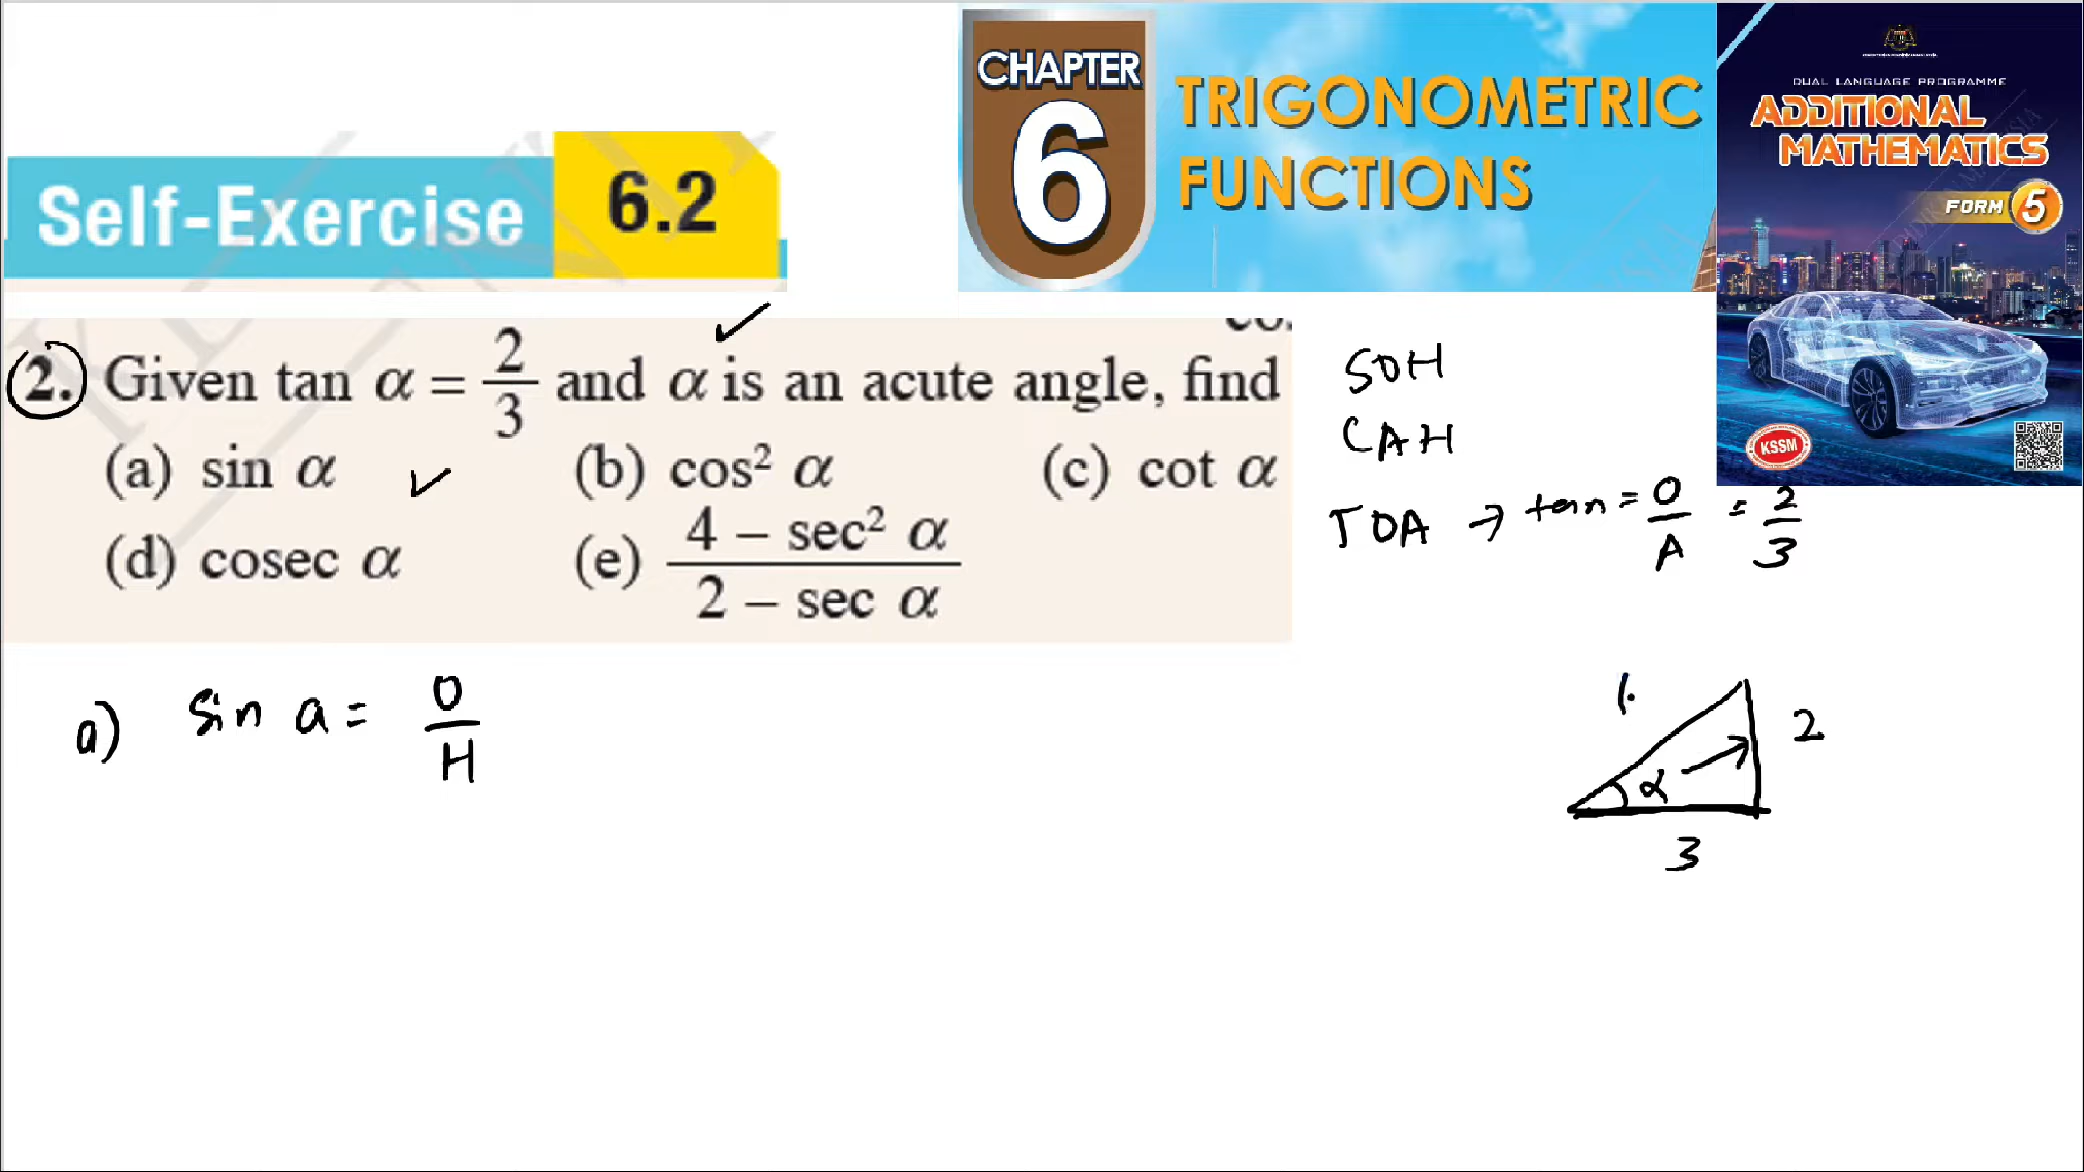 CHAPTER
6
TRIGONOMETRIC
FUNCTIONS
DUAL LANGUAGE PROGRAMME
ADDITIONAL
MATHEMATICS
FORM 5
KSSM
Self-Exercise 6.2
2. Given tan α = 2/3 and α is an acute angle, find
(a) sin α (b) cos² α (c) cot α
(d) cosec α (e) 4 – sec² α / 2 – sec α
SOH
CAH
TOA → tan = O/A = 2/3
a) sin a = O/H
α
2
3